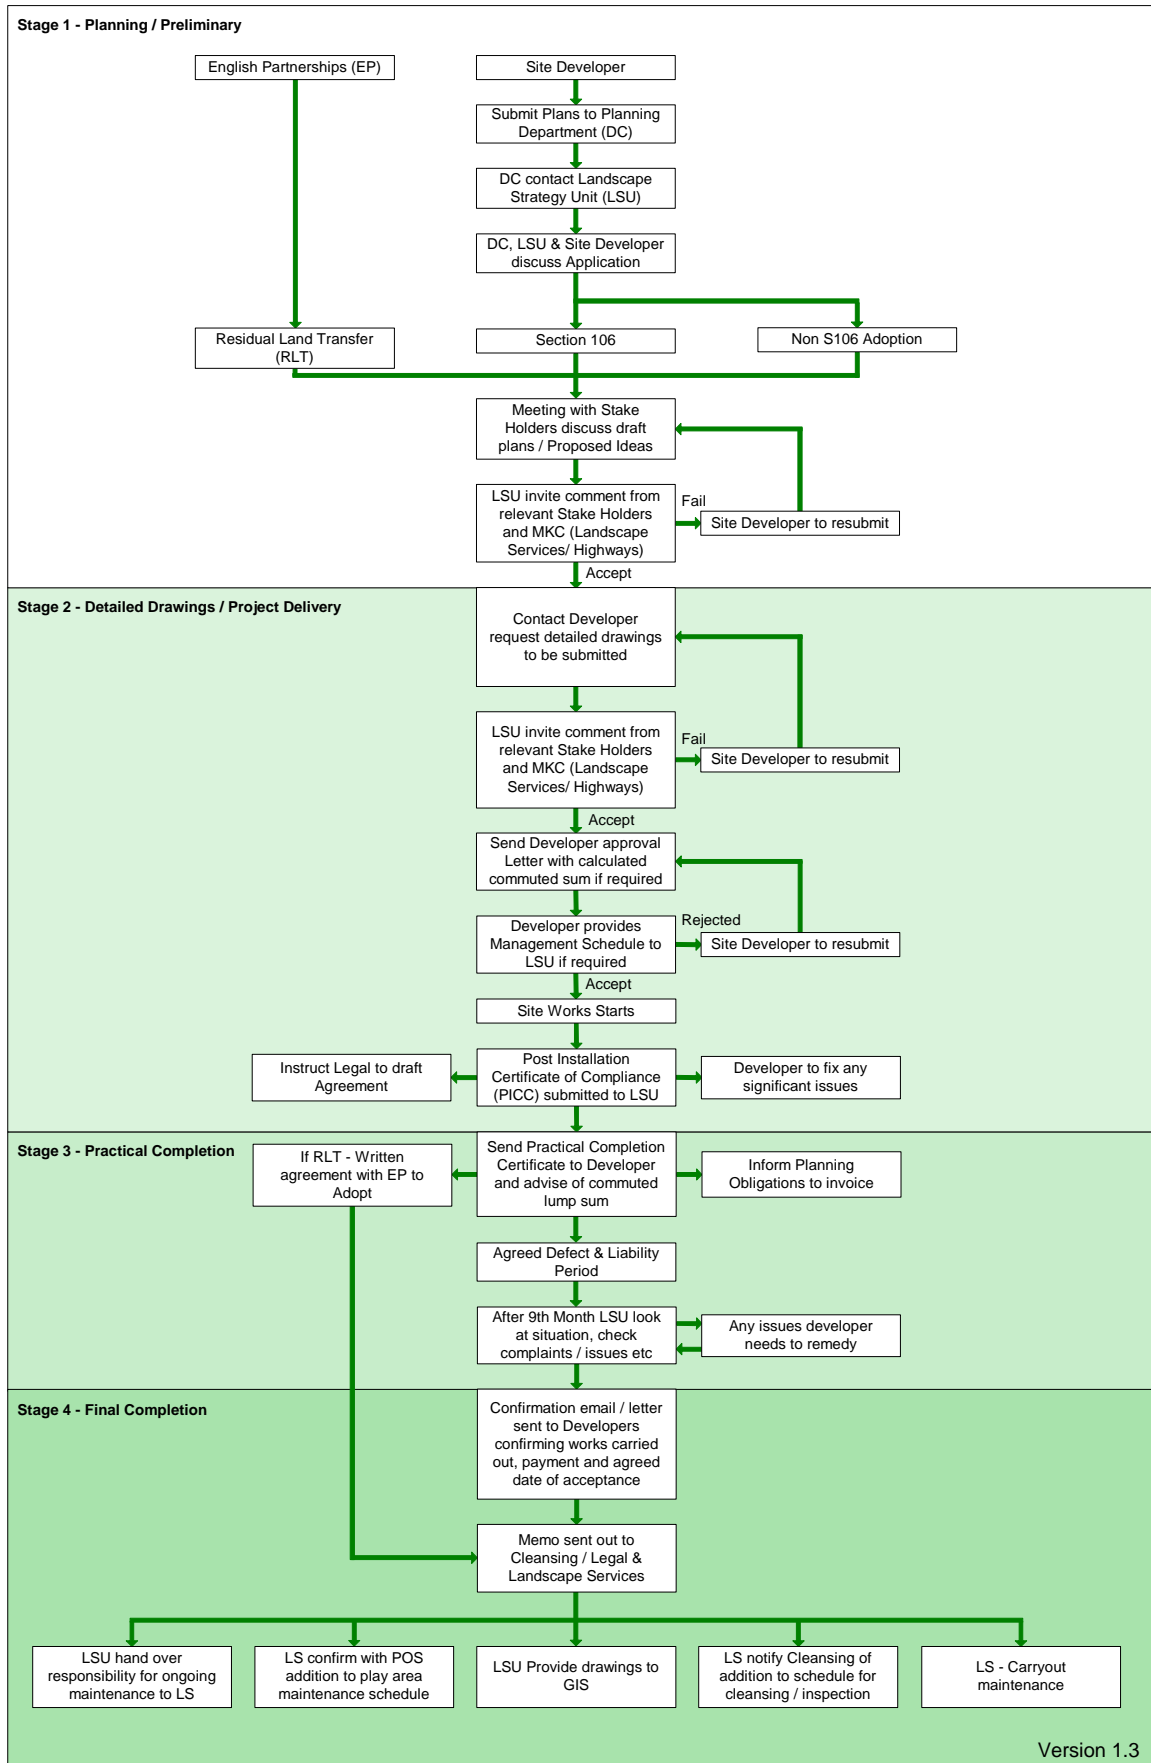 Stage 1 - Planning / Preliminary
English Partnerships (EP)
Site Developer
Submit Plans to Planning
Department (DC)
DC contact Landscape
Strategy Unit (LSU)
DC, LSU & Site Developer
discuss Application
Residual Land Transfer
(RLT)
Section 106
Non S106 Adoption
Meeting with Stake
Holders discuss draft
plans / Proposed Ideas
LSU invite comment from
relevant Stake Holders
and MKC (Landscape
Services/ Highways)
Fail
Site Developer to resubmit
Accept
Stage 2 - Detailed Drawings / Project Delivery
Contact Developer
request detailed drawings
to be submitted
LSU invite comment from
relevant Stake Holders
and MKC (Landscape
Services/ Highways)
Fail
Site Developer to resubmit
Accept
Send Developer approval
Letter with calculated
commuted sum if required
Developer provides
Management Schedule to
LSU if required
Rejected
Site Developer to resubmit
Accept
Site Works Starts
Instruct Legal to draft
Agreement
Post Installation
Certificate of Compliance
(PICC) submitted to LSU
Developer to fix any
significant issues
Stage 3 - Practical Completion
If RLT - Written
agreement with EP to
Adopt
Send Practical Completion
Certificate to Developer
and advise of commuted
lump sum
Inform Planning
Obligations to invoice
Agreed Defect & Liability
Period
After 9th Month LSU look
at situation, check
complaints / issues etc
Any issues developer
needs to remedy
Stage 4 - Final Completion
Confirmation email / letter
sent to Developers
confirming works carried
out, payment and agreed
date of acceptance
Memo sent out to
Cleansing / Legal &
Landscape Services
LSU hand over
responsibility for ongoing
maintenance to LS
LS confirm with POS
addition to play area
maintenance schedule
LSU Provide drawings to
GIS
LS notify Cleansing of
addition to schedule for
cleansing / inspection
LS - Carryout
maintenance
Version 1.3